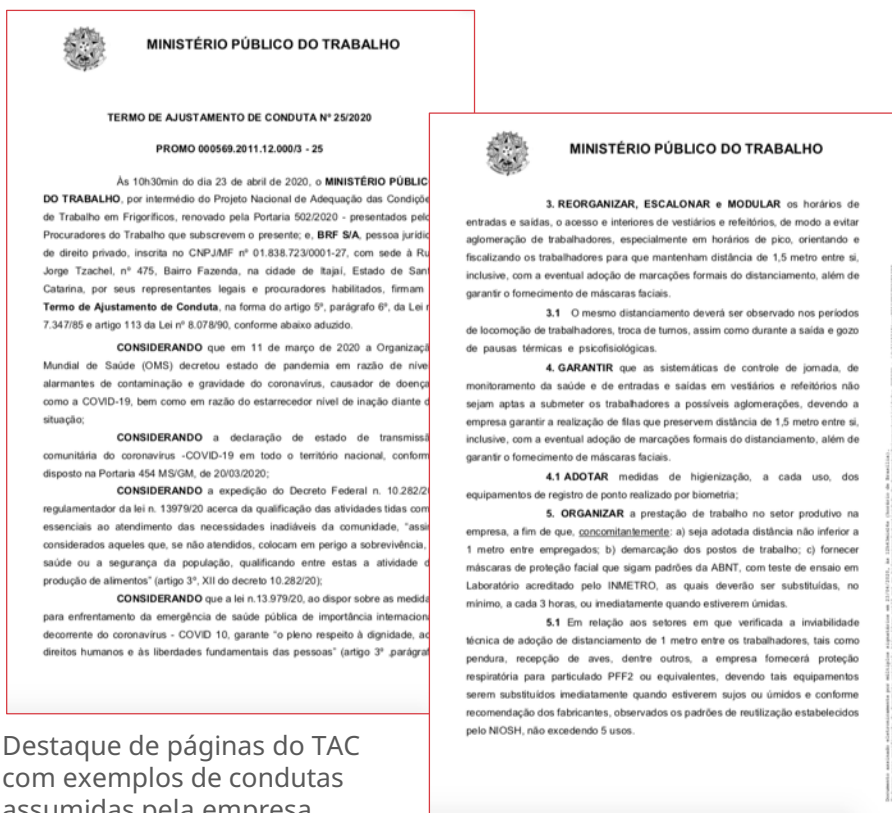 MINISTÉRIO PÚBLICO DO TRABALHO
TERMO DE AJUSTAMENTO DE CONDUTA Nº 25/2020
PROMO 000569.2011.12.000/3 - 25
Às 10h30min do dia 23 de abril de 2020, o MINISTÉRIO PÚBLIC
DO TRABALHO, por intermédio do Projeto Nacional de Adequação das Condiçõe
de Trabalho em Frigoríficos, renovado pela Portaria 502/2020 - presentados pelo
Procuradores do Trabalho que subscrevem o presente; e, BRF S/A, pessoa jurídic
de direito privado, inscrita no CNPJ/MF nº 01.838.723/0001-27, com sede à Ru
Jorge Tzachel, nº 475, Bairro Fazenda, na cidade de Itajaí, Estado de Sant
Catarina, por seus representantes legais e procuradores habilitados, firmam
Termo de Ajustamento de Conduta, na forma do artigo 5º, parágrafo 6º, da Lei n
7.347/85 e artigo 113 da Lei nº 8.078/90, conforme abaixo aduzido.
CONSIDERANDO que em 11 de março de 2020 a Organizaçã
Mundial de Saúde (OMS) decretou estado de pandemia em razão de níve
alarmantes de contaminação e gravidade do coronavírus, causador de doença
como a COVID-19, bem como em razão do estarrecedor nível de inação diante d
situação;
CONSIDERANDO a declaração de estado de transmissã
comunitária do coronavírus -COVID-19 em todo o território nacional, conform
disposto na Portaria 454 MS/GM, de 20/03/2020;
CONSIDERANDO a expedição do Decreto Federal n. 10.282/2
regulamentador da lei n. 13979/20 acerca da qualificação das atividades tidas com
essenciais ao atendimento das necessidades inadiáveis da comunidade, “assi
considerados aqueles que, se não atendidos, colocam em perigo a sobrevivência,
saúde ou a segurança da população, qualificando entre estas a atividade d
produção de alimentos” (artigo 3º, XII do decreto 10.282/20);
CONSIDERANDO que a lei n.13.979/20, ao dispor sobre as medida
para enfrentamento da emergência de saúde pública de importância internacion
decorrente do coronavírus - COVID 10, garante “o pleno respeito à dignidade, ao
direitos humanos e às liberdades fundamentais das pessoas” (artigo 3º ,parágraf
Destaque de páginas do TAC
com exemplos de condutas
assumidas pela empresa
MINISTÉRIO PÚBLICO DO TRABALHO
3. REORGANIZAR, ESCALONAR e MODULAR os horários de
entradas e saídas, o acesso e interiores de vestiários e refeitórios, de modo a evitar
aglomeração de trabalhadores, especialmente em horários de pico, orientando e
fiscalizando os trabalhadores para que mantenham distância de 1,5 metro entre si,
inclusive, com a eventual adoção de marcações formais do distanciamento, além de
garantir o fornecimento de máscaras faciais.
3.1 O mesmo distanciamento deverá ser observado nos períodos
de locomoção de trabalhadores, troca de turnos, assim como durante a saída e gozo
de pausas térmicas e psicofisiológicas.
4. GARANTIR que as sistemáticas de controle de jornada, de
monitoramento da saúde e de entradas e saídas em vestiários e refeitórios não
sejam aptas a submeter os trabalhadores a possíveis aglomerações, devendo a
empresa garantir a realização de filas que preservem distância de 1,5 metro entre si,
inclusive, com a eventual adoção de marcações formais do distanciamento, além de
garantir o fornecimento de máscaras faciais.
4.1 ADOTAR medidas de higienização, a cada uso, dos
equipamentos de registro de ponto realizado por biometria;
5. ORGANIZAR a prestação de trabalho no setor produtivo na
empresa, a fim de que, concomitantemente: a) seja adotada distância não inferior a
1 metro entre empregados; b) demarcação dos postos de trabalho; c) fornecer
máscaras de proteção facial que sigam padrões da ABNT, com teste de ensaio em
Laboratório acreditado pelo INMETRO, as quais deverão ser substituídas, no
mínimo, a cada 3 horas, ou imediatamente quando estiverem úmidas.
5.1 Em relação aos setores em que verificada a inviabilidade
técnica de adoção de distanciamento de 1 metro entre os trabalhadores, tais como
pendura, recepção de aves, dentre outros, a empresa fornecerá proteção
respiratória para particulado PFF2 ou equivalentes, devendo tais equipamentos
serem substituídos imediatamente quando estiverem sujos ou úmidos e conforme
recomendação dos fabricantes, observados os padrões de reutilização estabelecidos
pelo NIOSH, não excedendo 5 usos.